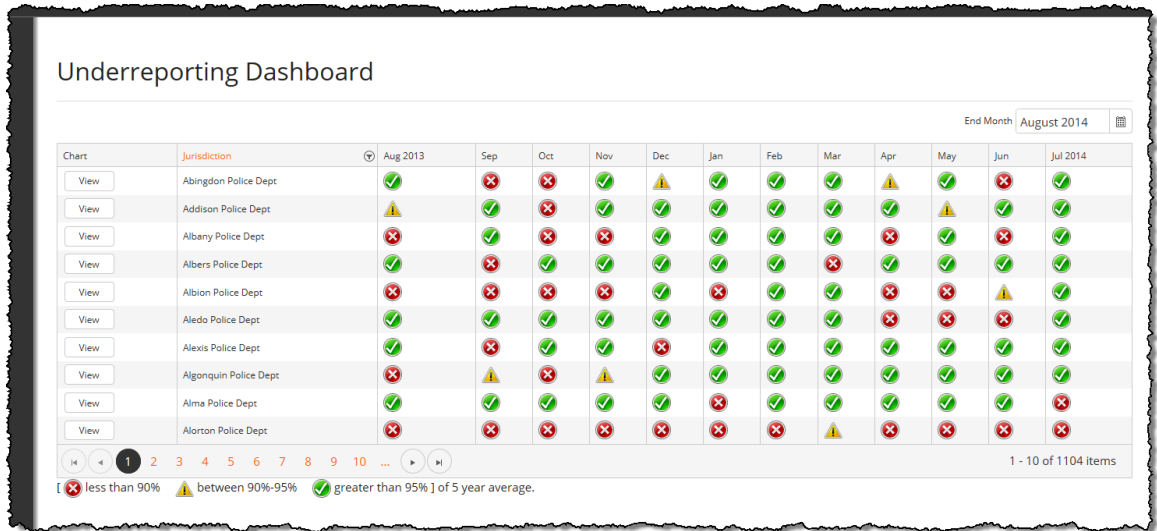 Underreporting Dashboard
End Month August 2014
Chart Jurisdiction Aug 2013 Sep Oct Nov Dec Jan Feb Mar Apr May Jun Jul 2014
View Abingdon Police Dept
View Addison Police Dept
View Albany Police Dept
View Albers Police Dept
View Albion Police Dept
View Aledo Police Dept
View Alexis Police Dept
View Algonquin Police Dept
View Alma Police Dept
View Alorton Police Dept
1 2 3 4 5 6 7 8 9 10 ... 1 - 10 of 1104 items
[ less than 90% between 90%-95% greater than 95% ] of 5 year average.